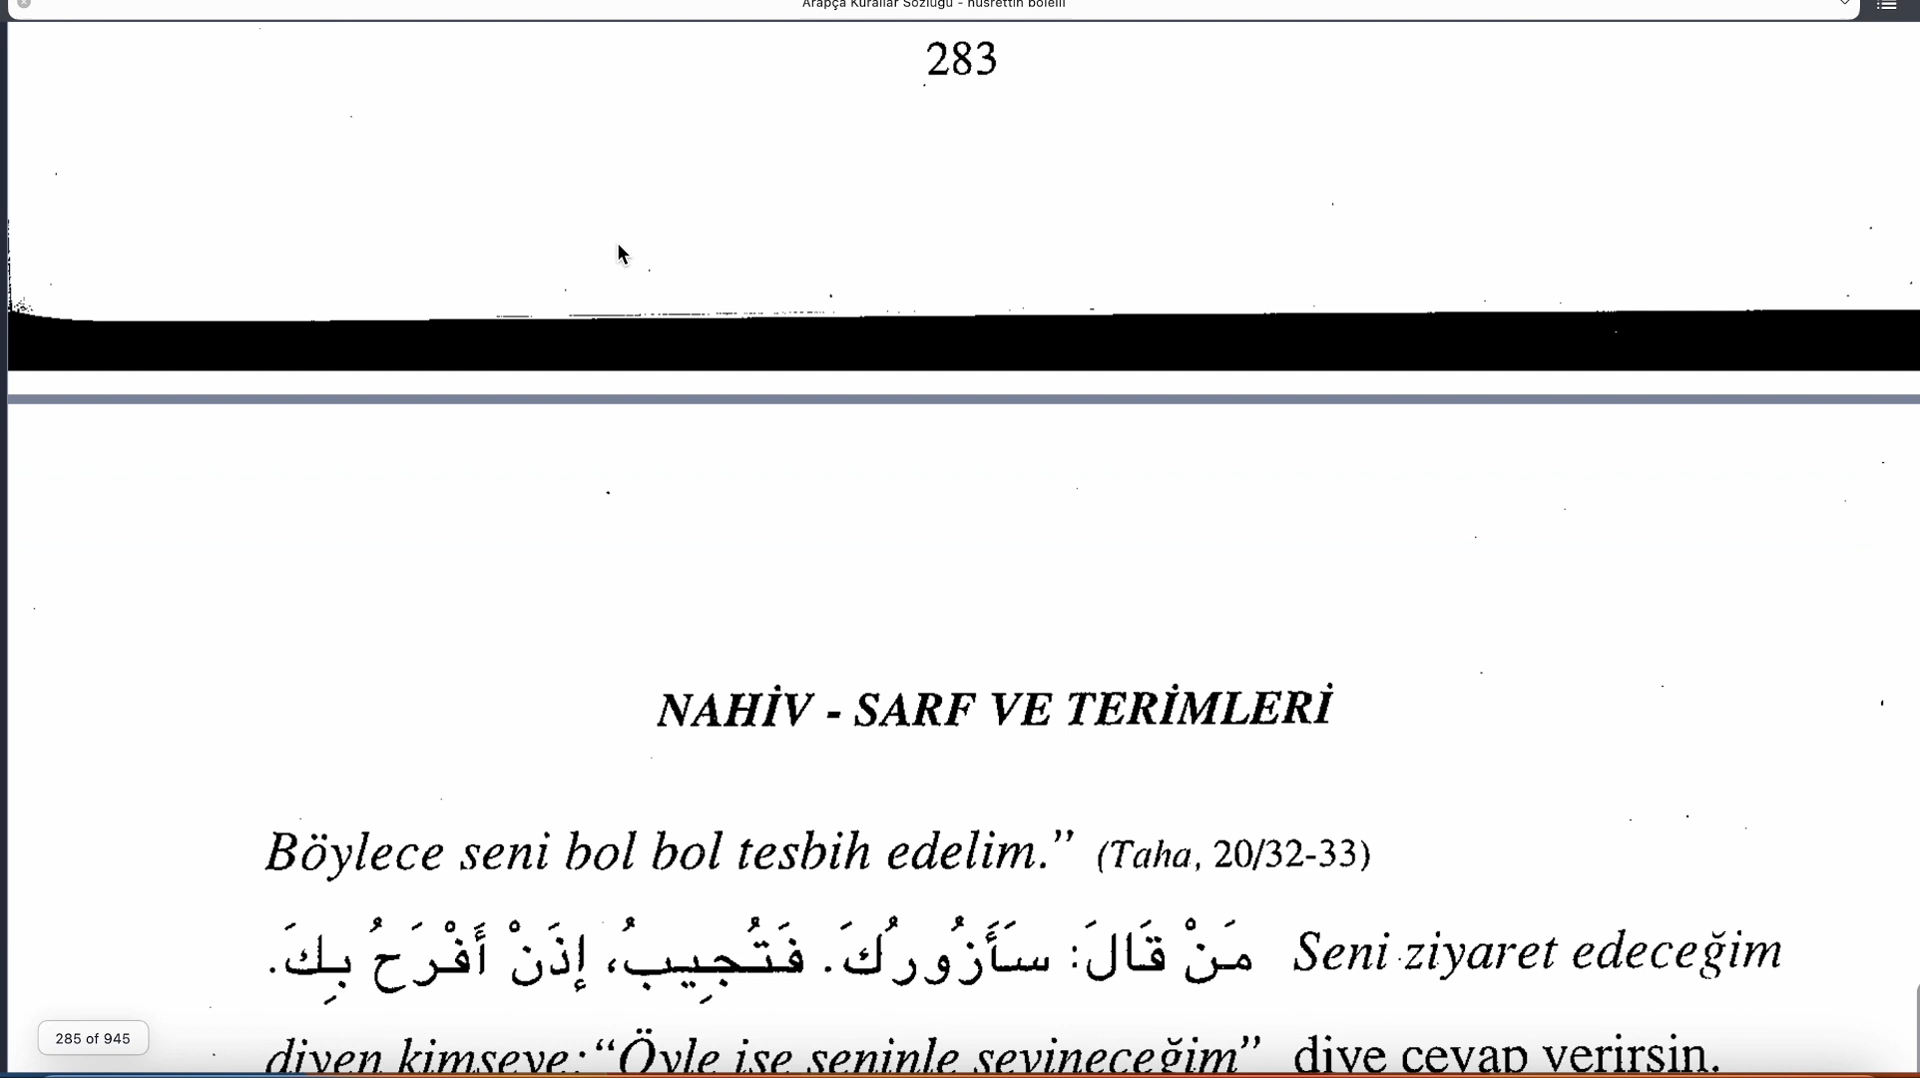 Arapça Kurallar Sözlüğü - nusrettin bolelli
283
NAHİV - SARF VE TERİMLERİ
Böylece seni bol bol tesbih edelim.” (Taha, 20/32-33)
مَنْ قَالَ: سَأَزُورُكَ. فَتُجِيبُ، إِذَنْ أَفْرَحُ بِكَ. Seni ziyaret edeceğim
diyen kimseye: “Öyle ise seninle sevineceğim” diye cevap verirsin.
285 of 945